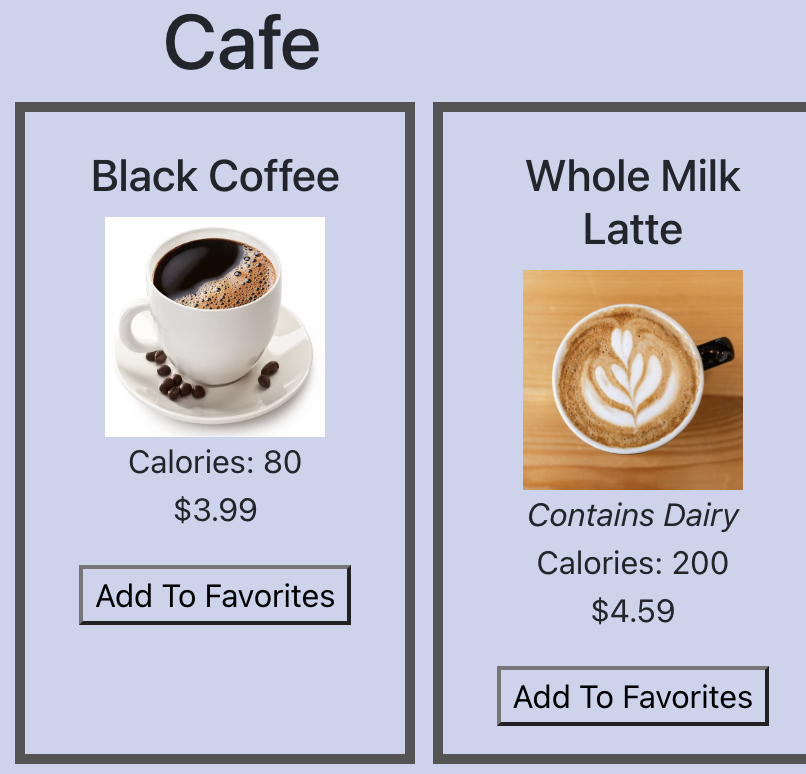 Cafe
Black Coffee
Calories: 80
$3.99
Add To Favorites
Whole Milk
Latte
Contains Dairy
Calories: 200
$4.59
Add To Favorites